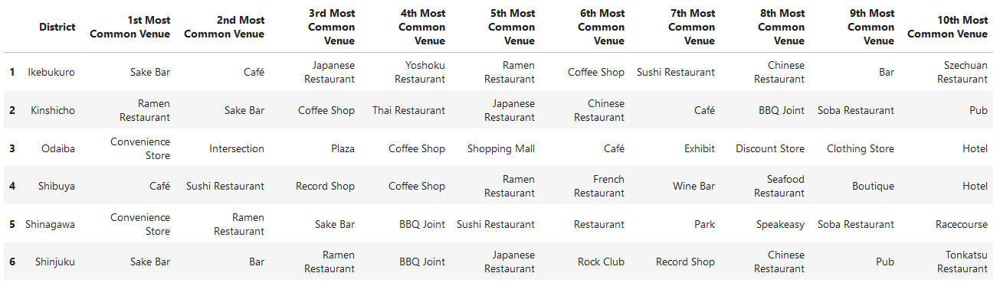 District 1st Most Common Venue 2nd Most Common Venue 3rd Most Common Venue 4th Most Common Venue 5th Most Common Venue 6th Most Common Venue 7th Most Common Venue 8th Most Common Venue 9th Most Common Venue 10th Most Common Venue
1 Ikebukuro Sake Bar Café Japanese Restaurant Yoshoku Restaurant Ramen Restaurant Coffee Shop Sushi Restaurant Chinese Restaurant Bar Szechuan Restaurant
2 Kinshicho Ramen Restaurant Sake Bar Coffee Shop Thai Restaurant Japanese Restaurant Chinese Restaurant Café BBQ Joint Soba Restaurant Pub
3 Odaiba Convenience Store Intersection Plaza Coffee Shop Shopping Mall Café Exhibit Discount Store Clothing Store Hotel
4 Shibuya Café Sushi Restaurant Record Shop Coffee Shop Ramen Restaurant French Restaurant Wine Bar Seafood Restaurant Boutique Hotel
5 Shinagawa Convenience Store Ramen Restaurant Sake Bar BBQ Joint Sushi Restaurant Restaurant Park Speakeasy Soba Restaurant Racecourse
6 Shinjuku Sake Bar Bar Ramen Restaurant BBQ Joint Japanese Restaurant Rock Club Record Shop Chinese Restaurant Pub Tonkatsu Restaurant